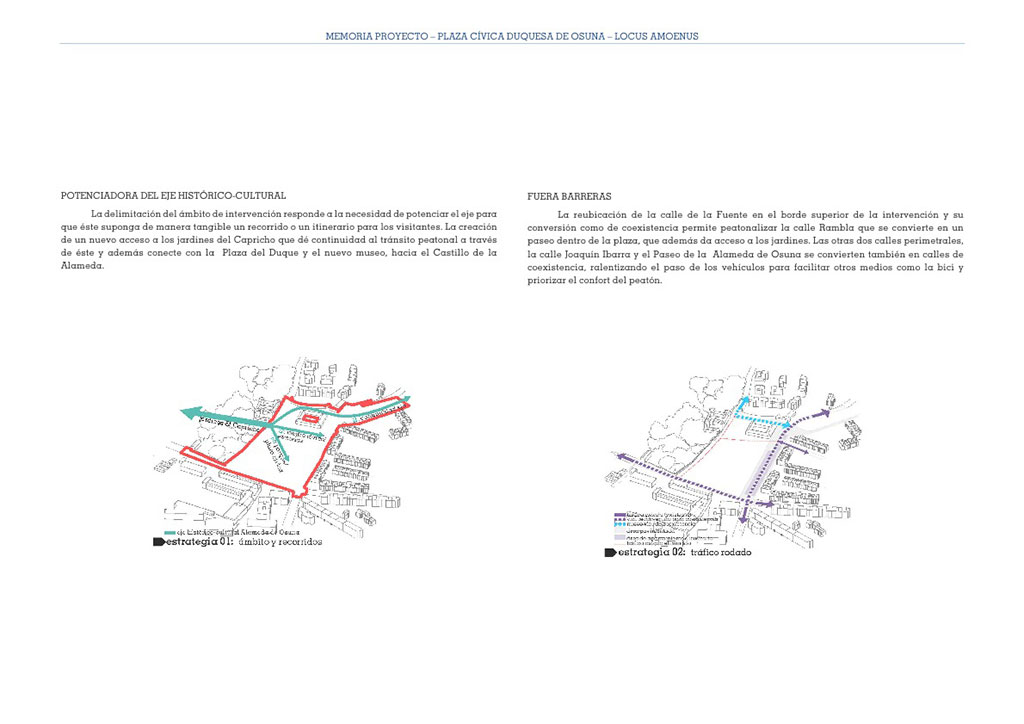 MEMORIA PROYECTO – PLAZA CÍVICA DUQUESA DE OSUNA – LOCUS AMOENUS
POTENCIADORA DEL EJE HISTÓRICO-CULTURAL
La delimitación del ámbito de intervención responde a la necesidad de potenciar el eje para
que éste suponga de manera tangible un recorrido o un itinerario para los visitantes. La creación
de un nuevo acceso a los jardines del Capricho que dé continuidad al tránsito peatonal a través
de éste y además conecte con la Plaza del Duque y el nuevo museo, hacia el Castillo de la
Alameda.
FUERA BARRERAS
La reubicación de la calle de la Fuente en el borde superior de la intervención y su
conversión como de coexistencia permite peatonalizar la calle Rambla que se convierte en un
paseo dentro de la plaza, que además da acceso a los jardines. Las otras dos calles perimetrales,
la calle Joaquín Ibarra y el Paseo de la Alameda de Osuna se convierten también en calles de
coexistencia, ralentizando el paso de los vehículos para facilitar otros medios como la bici y
priorizar el confort del peatón.
eje histórico-cultural Alameda de Osuna
estrategia 01: ámbito y recorridos
estrategia 02: tráfico rodado